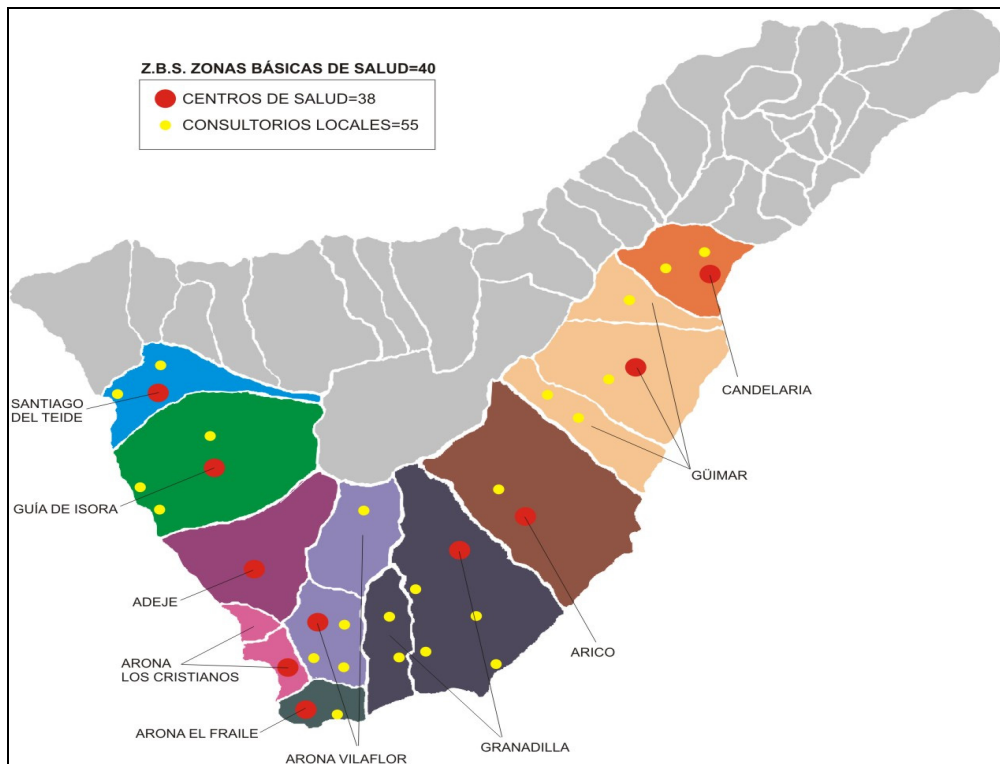 Z.B.S. ZONAS BÁSICAS DE SALUD=40
CENTROS DE SALUD=38
CONSULTORIOS LOCALES=55
CANDELARIA
SANTIAGO
DEL TEIDE
GÜIMAR
GUÍA DE ISORA
ADEJE
ARICO
ARONA
LOS CRISTIANOS
ARONA EL FRAILE
GRANADILLA
ARONA VILAFLOR